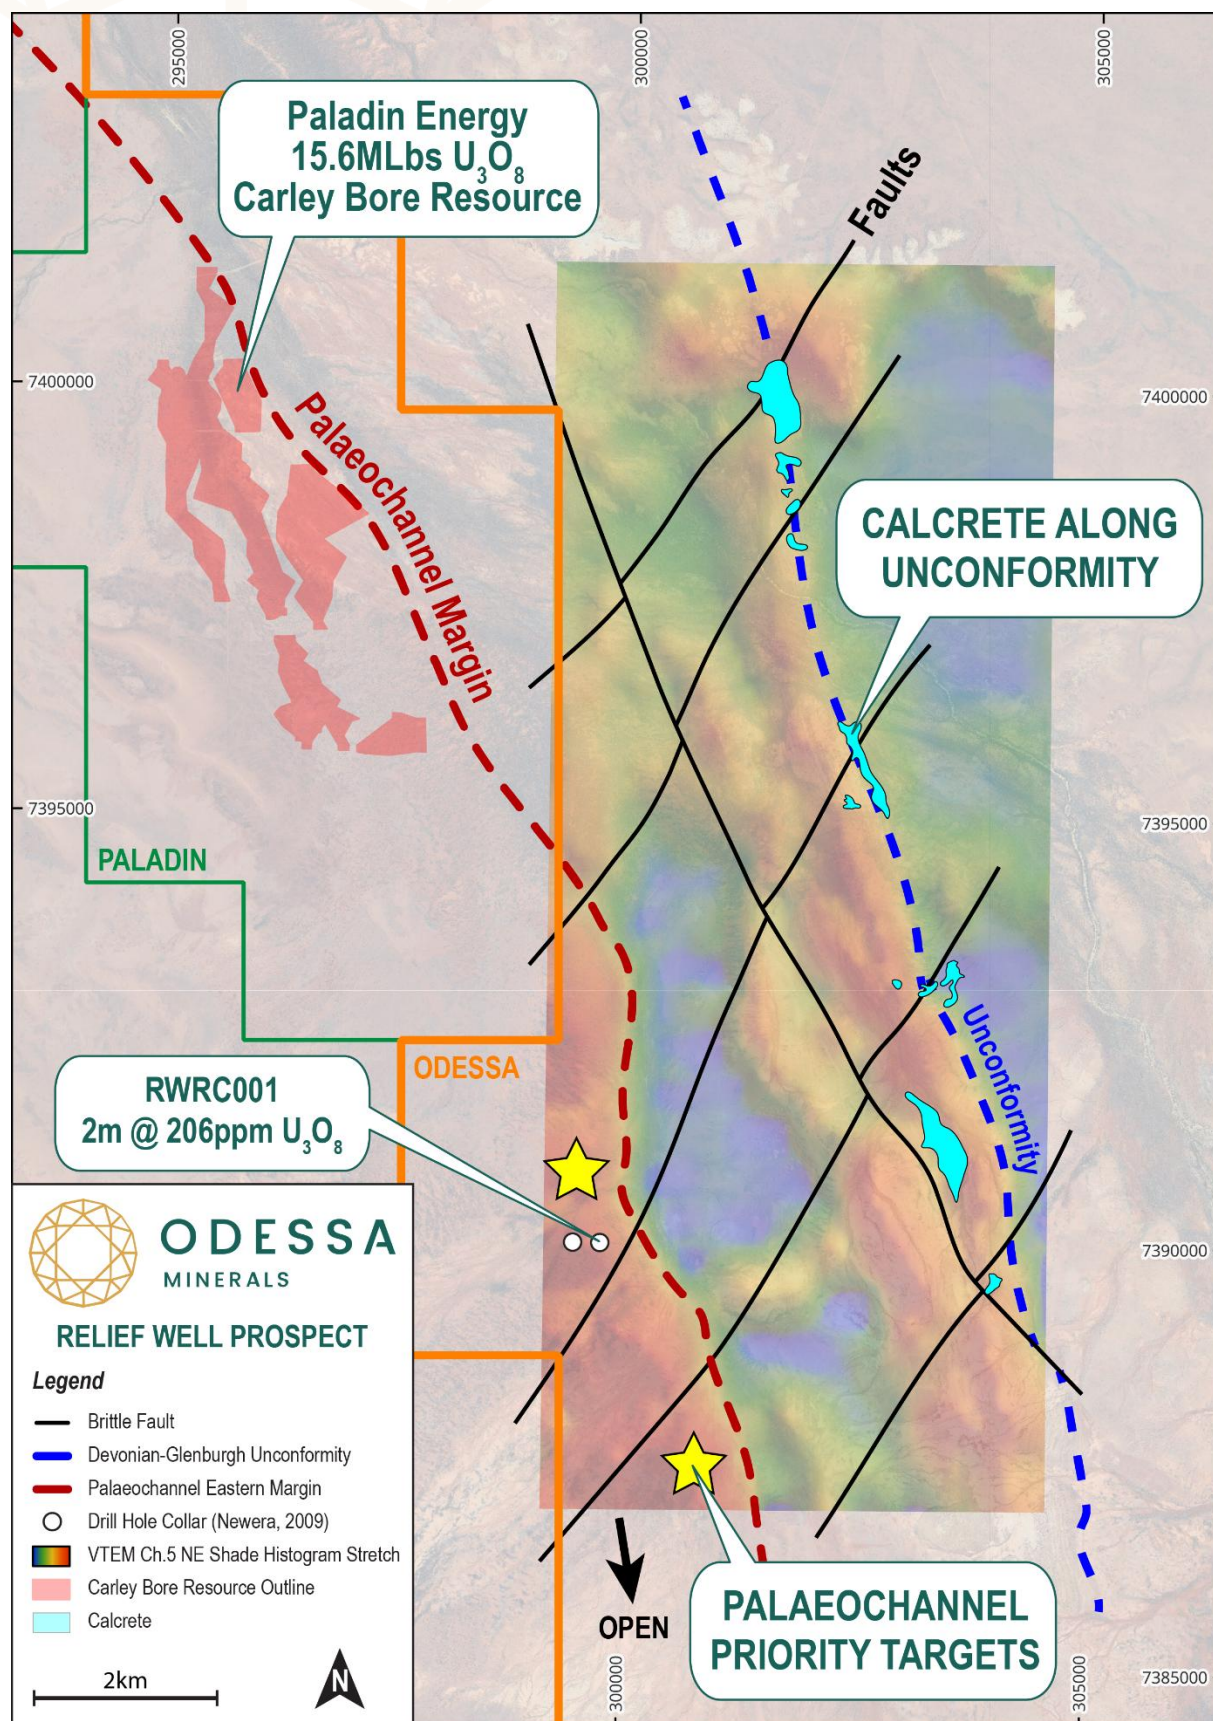 295000
300000
305000
Paladin Energy
15.6MLbs U₃O₈
Carley Bore Resource
Faults
7400000
7400000
Palaeochannel Margin
CALCRETE ALONG
UNCONFORMITY
7395000
7395000
PALADIN
ODESSA
Unconformity
RWRC001
2m @ 206ppm U₃O₈
7390000
ODESSA
MINERALS
RELIEF WELL PROSPECT
Legend
Brittle Fault
Devonian-Glenburgh Unconformity
Palaeochannel Eastern Margin
Drill Hole Collar (Newera, 2009)
VTEM Ch.5 NE Shade Histogram Stretch
Carley Bore Resource Outline
Calcrete
2km
N
OPEN
PALAEOCHANNEL
PRIORITY TARGETS
300000
305000
7385000